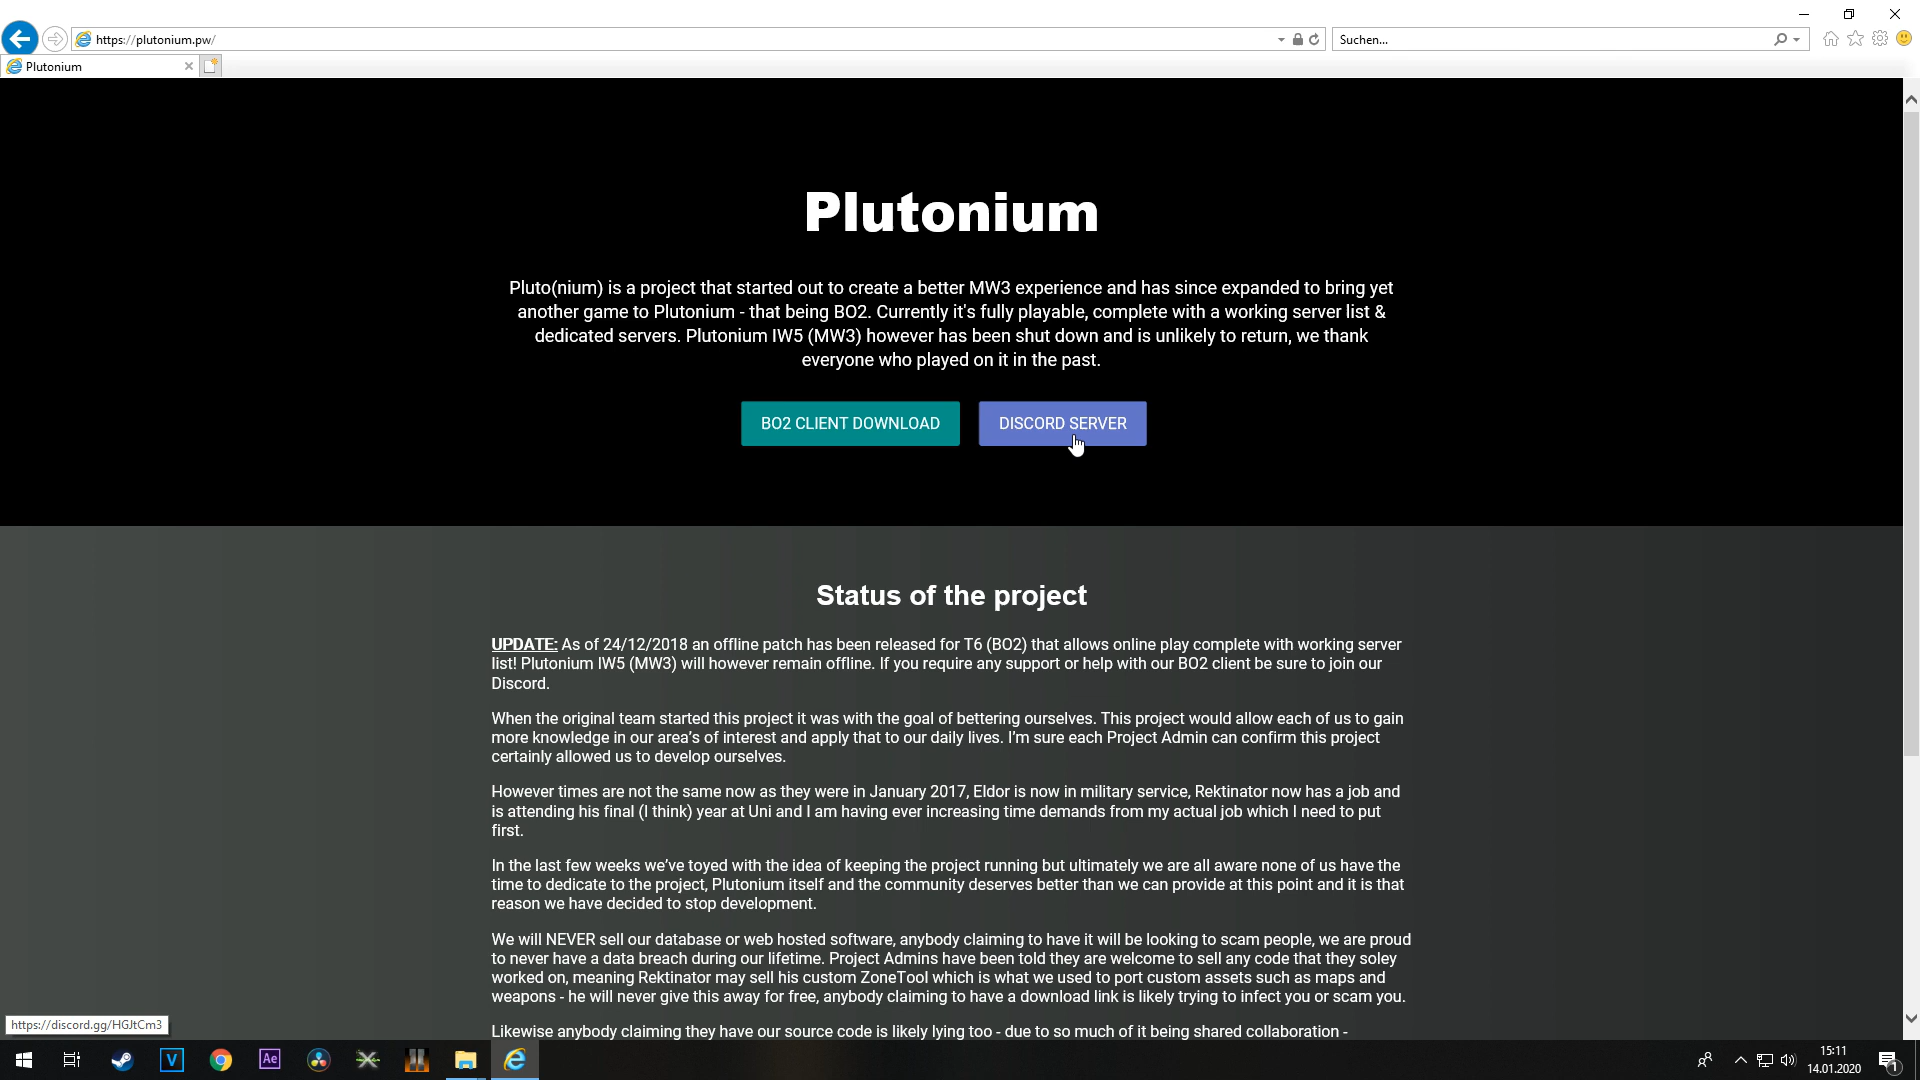 https://plutonium.pw/
Suchen...
Plutonium
Plutonium
Pluto(nium) is a project that started out to create a better MW3 experience and has since expanded to bring yet
another game to Plutonium - that being BO2. Currently it's fully playable, complete with a working server list &
dedicated servers. Plutonium IW5 (MW3) however has been shut down and is unlikely to return, we thank
everyone who played on it in the past.
BO2 CLIENT DOWNLOAD
DISCORD SERVER
Status of the project
UPDATE: As of 24/12/2018 an offline patch has been released for T6 (BO2) that allows online play complete with working server
list! Plutonium IW5 (MW3) will however remain offline. If you require any support or help with our BO2 client be sure to join our
Discord.
When the original team started this project it was with the goal of bettering ourselves. This project would allow each of us to gain
more knowledge in our area's of interest and apply that to our daily lives. I'm sure each Project Admin can confirm this project
certainly allowed us to develop ourselves.
However times are not the same now as they were in January 2017, Eldor is now in military service, Rektinator now has a job and
is attending his final (I think) year at Uni and I am having ever increasing time demands from my actual job which I need to put
first.
In the last few weeks we've toyed with the idea of keeping the project running but ultimately we are all aware none of us have the
time to dedicate to the project, Plutonium itself and the community deserves better than we can provide at this point and it is that
reason we have decided to stop development.
We will NEVER sell our database or web hosted software, anybody claiming to have it will be looking to scam people, we are proud
to never have a data breach during our lifetime. Project Admins have been told they are welcome to sell any code that they soley
worked on, meaning Rektinator may sell his custom ZoneTool which is what we used to port custom assets such as maps and
weapons - he will never give this away for free, anybody claiming to have a download link is likely trying to infect you or scam you.
Likewise anybody claiming they have our source code is likely lying too - due to so much of it being shared collaboration -
https://discord.gg/HGJtCm3
V
Ae
15:11
14.01.2020
1